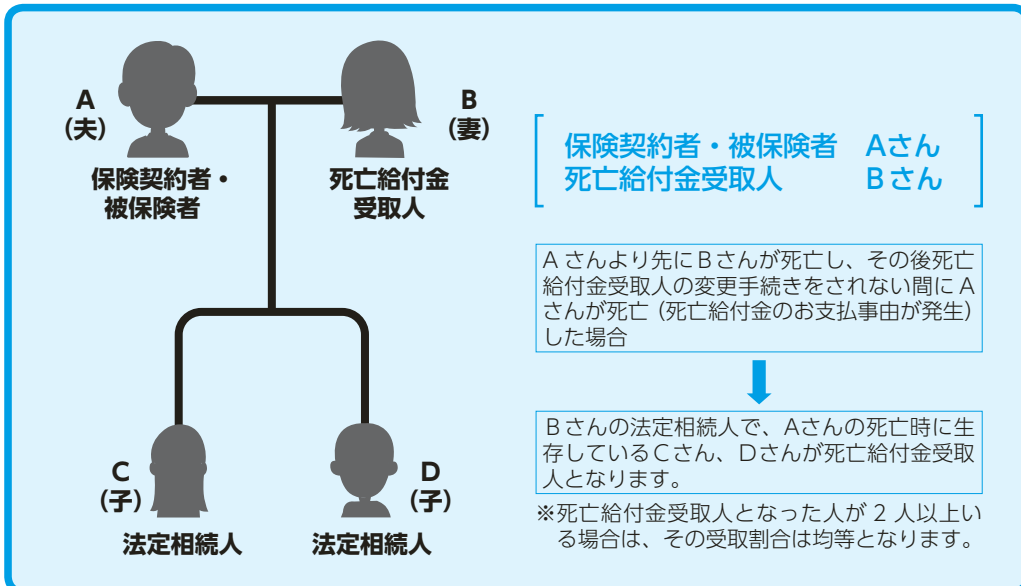 A
(夫)
B
(妻)
保険契約者・
被保険者
死亡給付金
受取人
C
(子)
D
(子)
法定相続人
法定相続人
保険契約者・被保険者 Aさん
死亡給付金受取人 Bさん
Aさんより先にBさんが死亡し、その後死亡
給付金受取人の変更手続きをされない間にA
さんが死亡(死亡給付金のお支払事由が発生)
した場合
Bさんの法定相続人で、Aさんの死亡時に生
存しているCさん、Dさんが死亡給付金受取
人となります。
※死亡給付金受取人となった人が2人以上い
る場合は、その受取割合は均等となります。